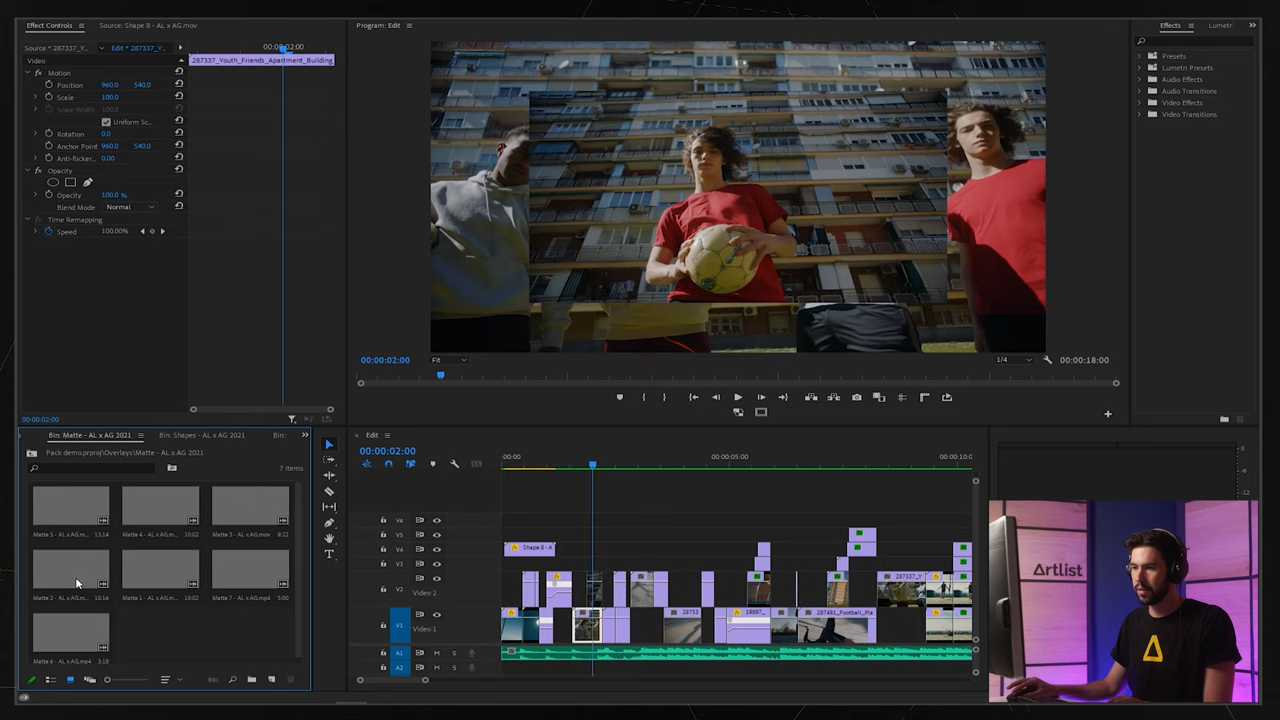 Effect Controls
Source: Shape 8 - AL x AG.mov
Program: Edit
Effects
Lumetri
Source * 287337_Y...
Edit * 287337_Y...
00:00:02:00
Video
287337_Youth_Friends_Apartment_Building
fx Motion
Position 960.0 540.0
Scale 100.0
Scale Width 100.0
Uniform Sc...
Rotation 0.0
Anchor Point 960.0 540.0
Anti-flicker... 0.00
fx Opacity
Opacity 100.0 %
Blend Mode Normal
fx Time Remapping
Speed 100.00%
Presets
Lumetri Presets
Audio Effects
Audio Transitions
Video Effects
Video Transitions
00:00:02:00
Fit
1/4
00:00:18:00
00:00:02:00
Bin: Matte - AL x AG 2021
Bin: Shapes - AL x AG 2021
Bin:
Pack demo.prproj\Overlays\Matte - AL x AG 2021
7 items
Matte 5 - AL x AG.m... 13:14
Matte 4 - AL x AG.m... 10:02
Matte 3 - AL x AG.mov 9:22
Matte 2 - AL x AG.m... 10:16
Matte 1 - AL x AG.m... 10:02
Matte 7 - AL x AG.mp4 5:00
Matte 6 - AL x AG.mp4 3:18
Edit
00:00:02:00
:00:00
00:00:05:00
00:00:10:0
V6
V5
V4
Shape 8 - A
V3
V2 Video 2
287337_Y
V1 Video 1
28753
287481_Football_Pla
A1 M S
A2 M S
0
-6
-12
Artlist